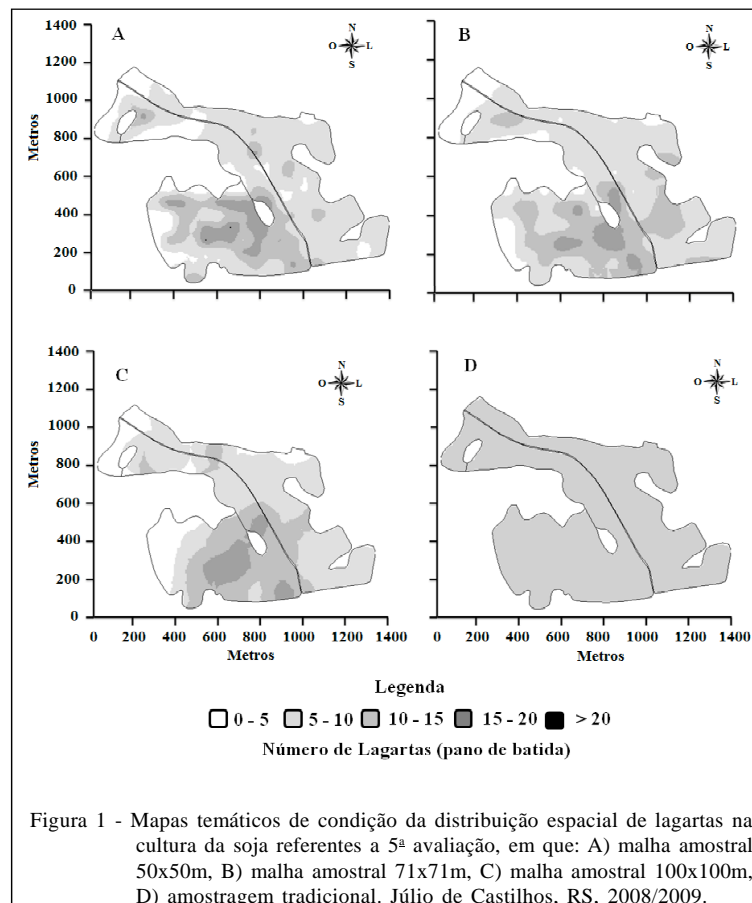 1400
A
N
O L
S
1200
1000
800
Metros
600
400
200
0
B
N
O L
S
1400
C
N
O L
S
1200
1000
800
Metros
600
400
200
0
D
N
O L
S
0 200 400 600 800 1000 1200 1400
Metros
0 200 400 600 800 1000 1200 1400
Metros
Legenda
0 - 5 5 - 10 10 - 15 15 - 20 > 20
Número de Lagartas (pano de batida)
Figura 1 - Mapas temáticos de condição da distribuição espacial de lagartas na
cultura da soja referentes a 5ª avaliação, em que: A) malha amostral
50x50m, B) malha amostral 71x71m, C) malha amostral 100x100m,
D) amostragem tradicional. Júlio de Castilhos, RS, 2008/2009.